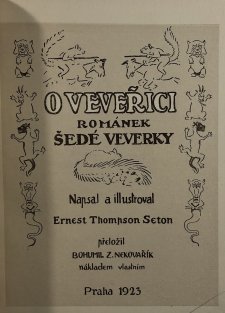 O VEVEŘICI
ROMÁNEK
ŠEDÉ VEVERKY
Napsal a illustroval
Ernest Thompson Seton
přeložil
BOHUMIL Z. NEKOVAŘÍK
nákladem vlastním
Praha 1923